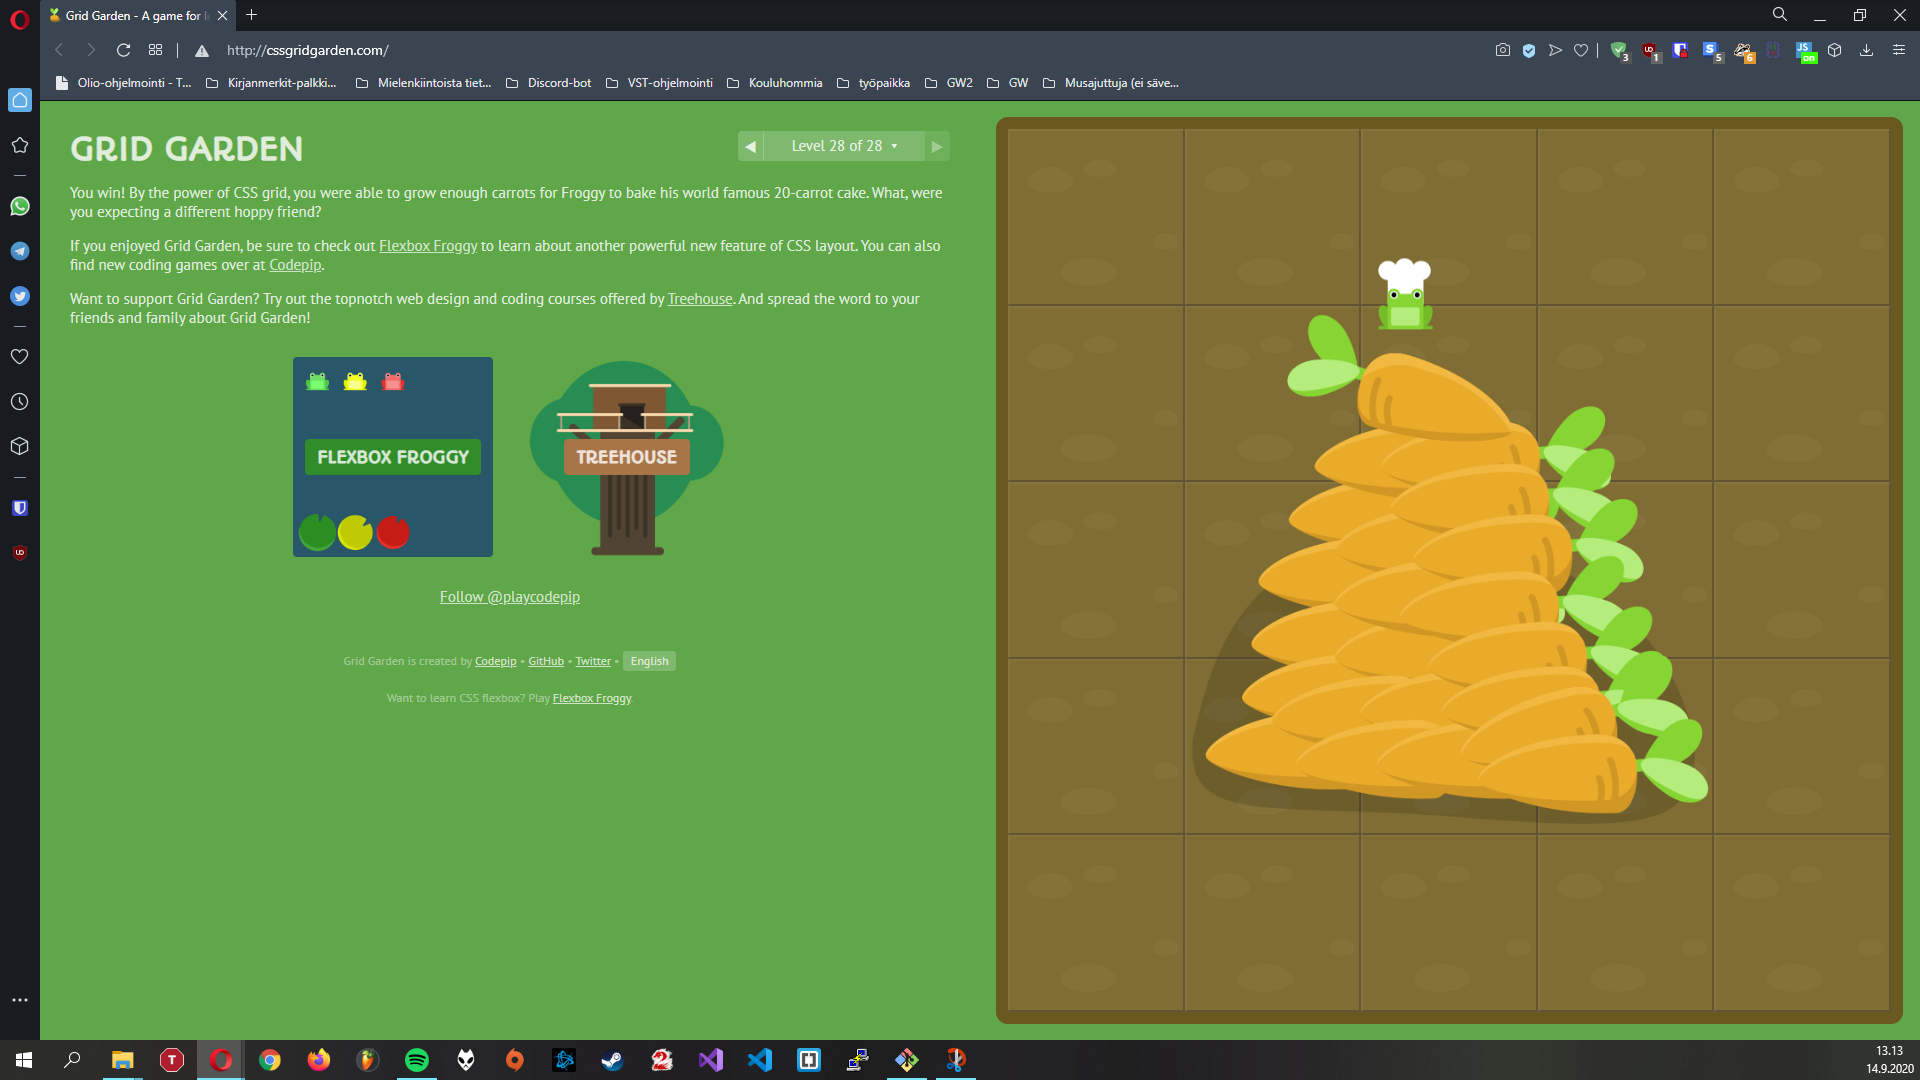 Grid Garden - A game for l
http://cssgridgarden.com/
3
1
5
6
JS
on
Olio-ohjelmointi - T...
Kirjanmerkit-palkki...
Mielenkiintoista tiet...
Discord-bot
VST-ohjelmointi
Kouluhommia
työpaikka
GW2
GW
Musajuttuja (ei säve...
GRID GARDEN
Level 28 of 28
You win! By the power of CSS grid, you were able to grow enough carrots for Froggy to bake his world famous 20-carrot cake. What, were
you expecting a different hoppy friend?
If you enjoyed Grid Garden, be sure to check out Flexbox Froggy to learn about another powerful new feature of CSS layout. You can also
find new coding games over at Codepip.
Want to support Grid Garden? Try out the topnotch web design and coding courses offered by Treehouse. And spread the word to your
friends and family about Grid Garden!
FLEXBOX FROGGY
TREEHOUSE
Follow @playcodepip
Grid Garden is created by Codepip • GitHub • Twitter • English
Want to learn CSS flexbox? Play Flexbox Froggy.
13.13
14.9.2020